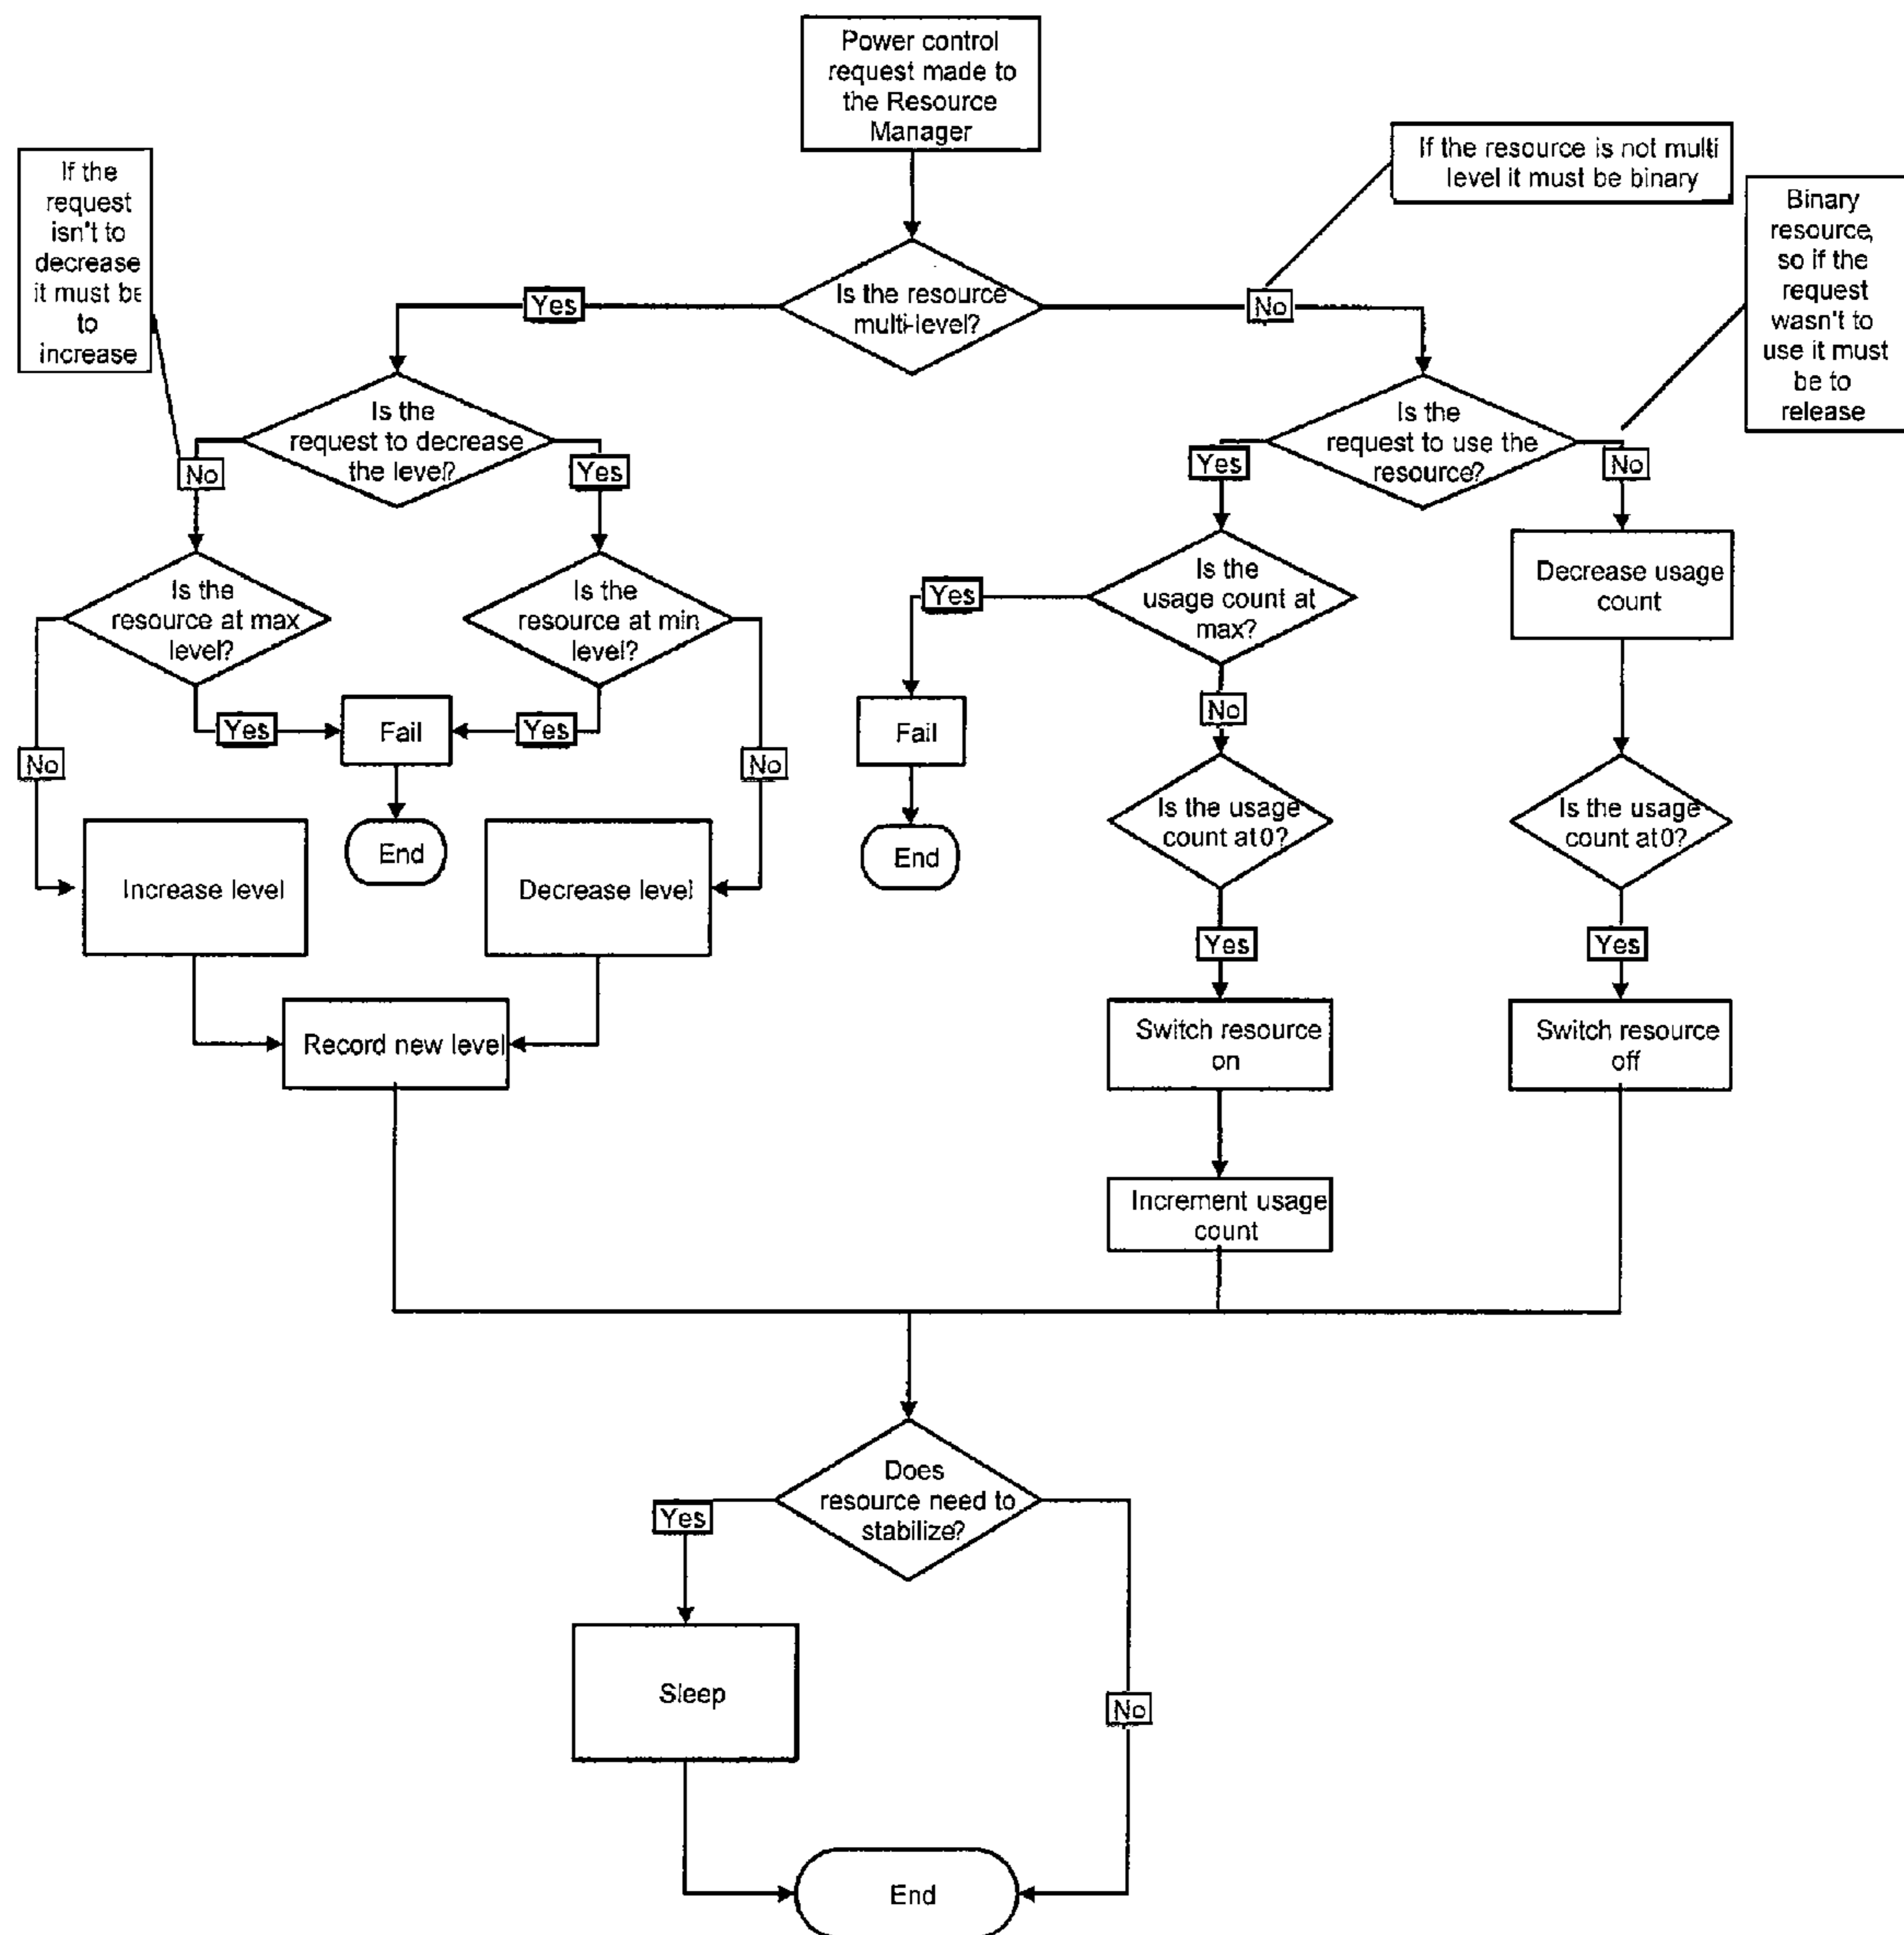 Power control
request made to
the Resource
Manager
If the resource is not multi
level it must be binary
If the
request
isn't to
decrease
it must be
to
increase
Binary
resource,
so if the
request
wasn't to
use it must
be to
release
Is the resource
multi-level?
Yes
No
Is the
request to decrease
the level?
No
Yes
Is the
request to use the
resource?
Yes
No
Is the
resource at max
level?
Is the
resource at min
level?
Is the
usage count at
max?
Decrease usage
count
Yes
No
Yes
Fail
Yes
No
No
Fail
End
End
Is the usage
count at 0?
Is the usage
count at 0?
Increase level
Decrease level
Yes
Yes
Record new level
Switch resource
on
Switch resource
off
Increment usage
count
Does
resource need to
stabilize?
Yes
Sleep
No
End